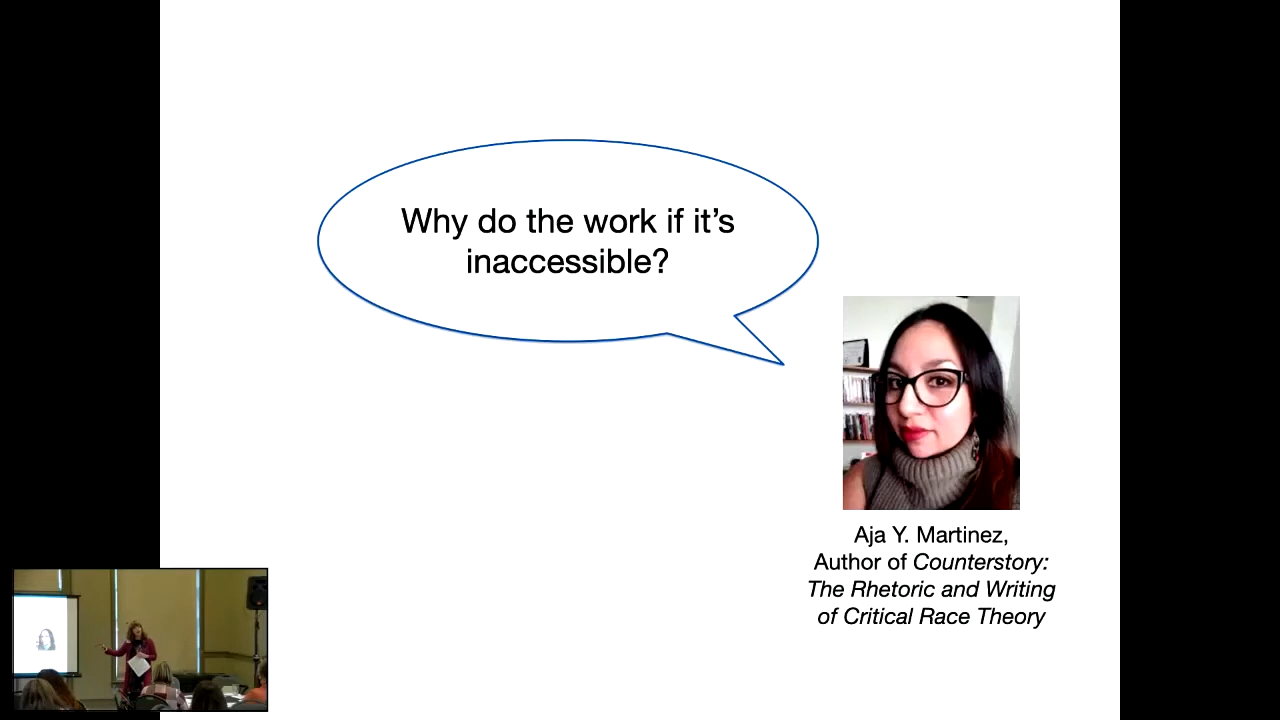 Why do the work if it’s
inaccessible?
Aja Y. Martinez,
Author of Counterstory:
The Rhetoric and Writing
of Critical Race Theory